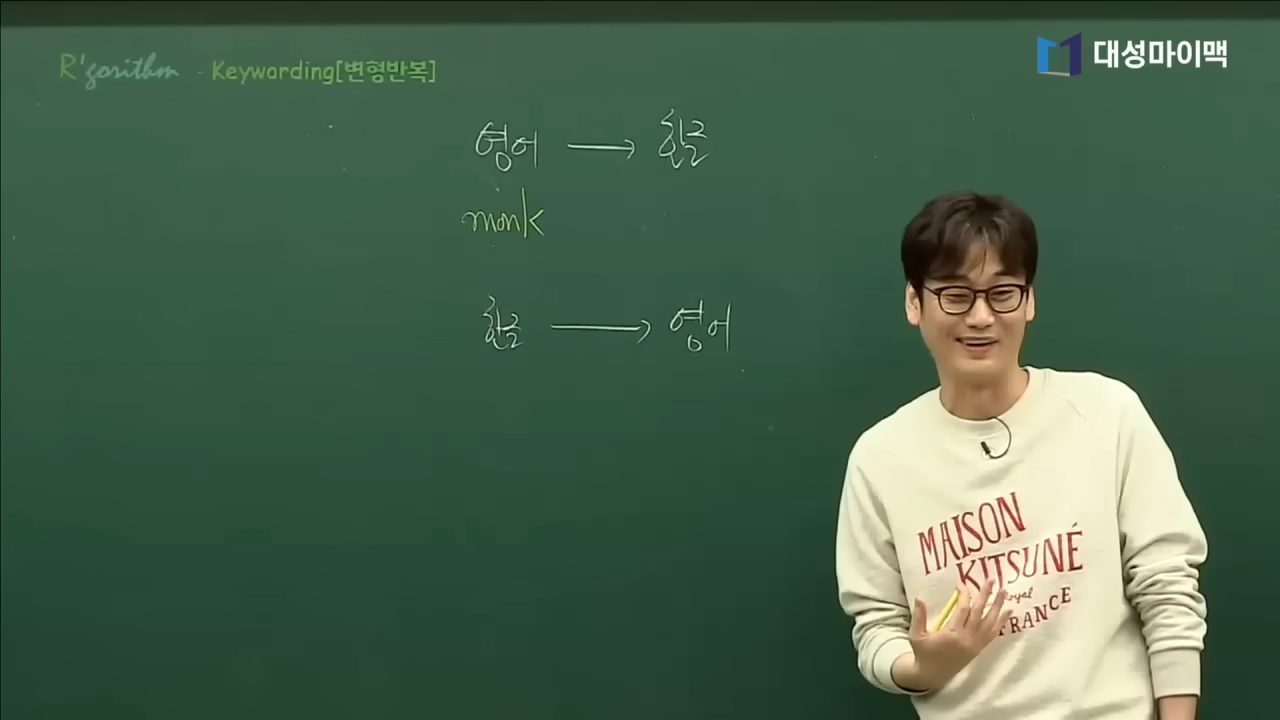 R'gorithm - Keywording[변형반복]
대성마이맥
영어 → 한글
monk
한글 → 영어
MAISON
KITSUNÉ
Royal
FRANCE